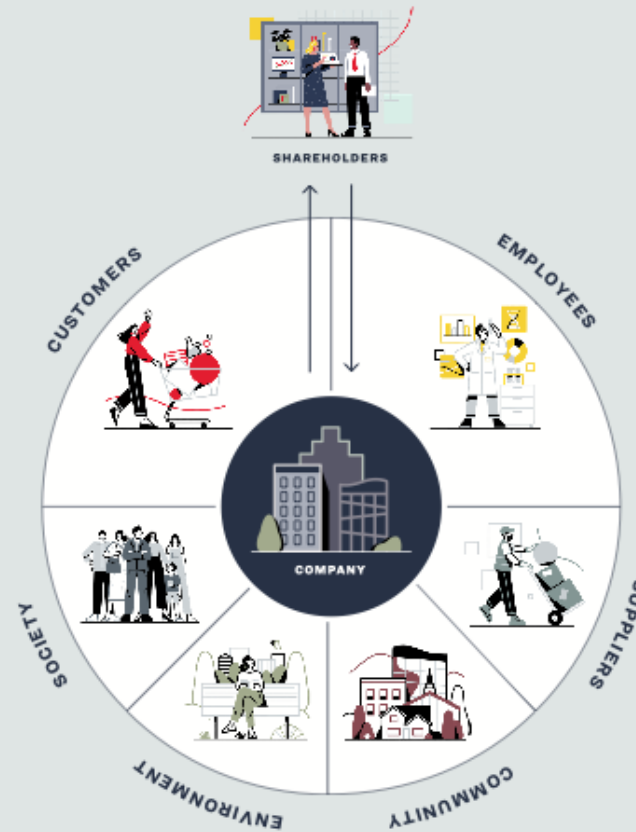 SHAREHOLDERS
CUSTOMERS
EMPLOYEES
COMPANY
SOCIETY
SUPPLIERS
ENVIRONMENT
COMMUNITY